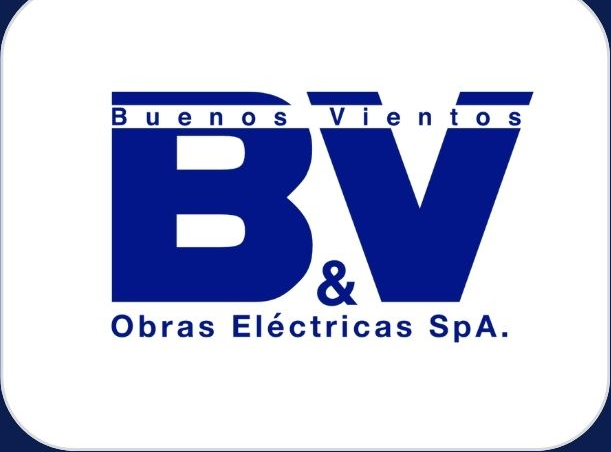 Buenos Vientos
B&V
Obras Eléctricas SpA.